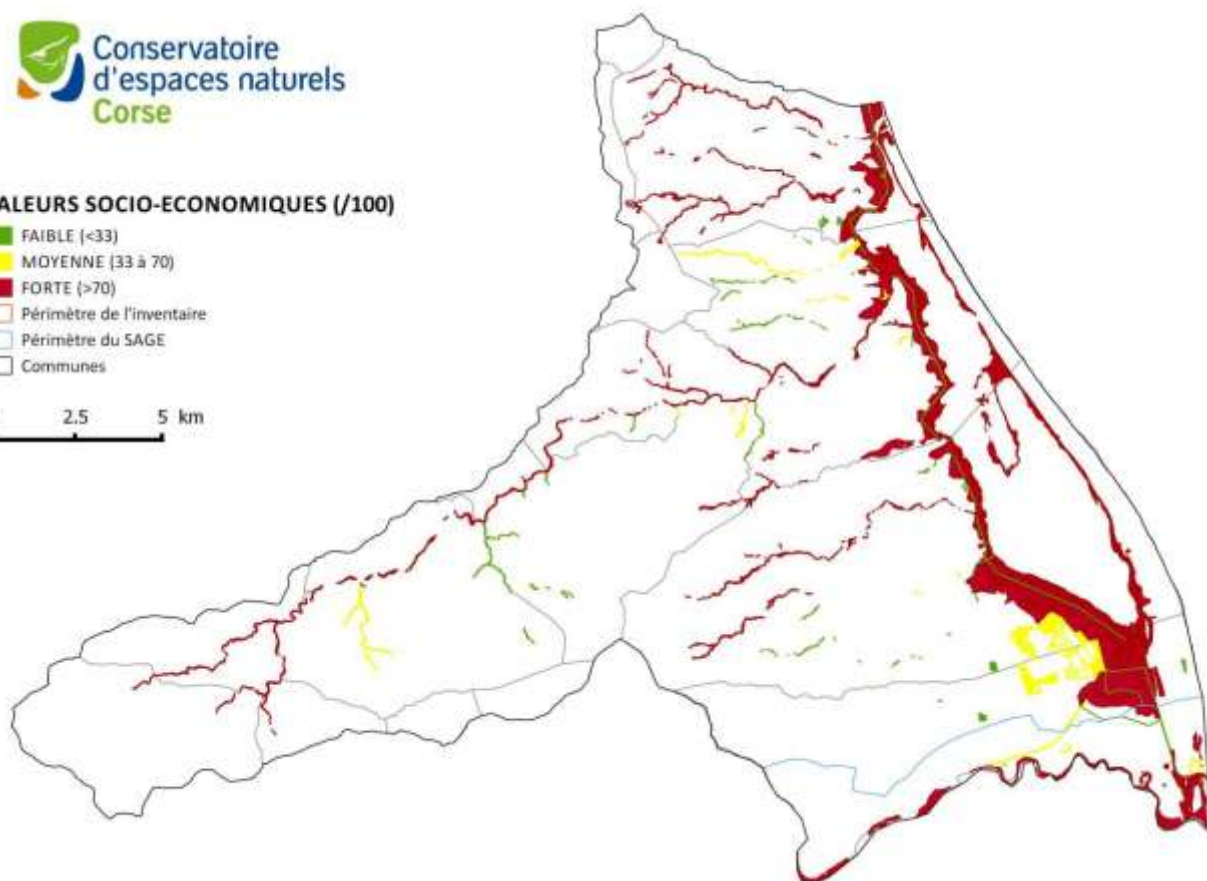 Conservatoire
d'espaces naturels
Corse
ALEURS SOCIO-ECONOMIQUES (/100)
FAIBLE (<33)
MOYENNE (33 à 70)
FORTE (>70)
Périmètre de l'inventaire
Périmètre du SAGE
Communes
2.5 5 km